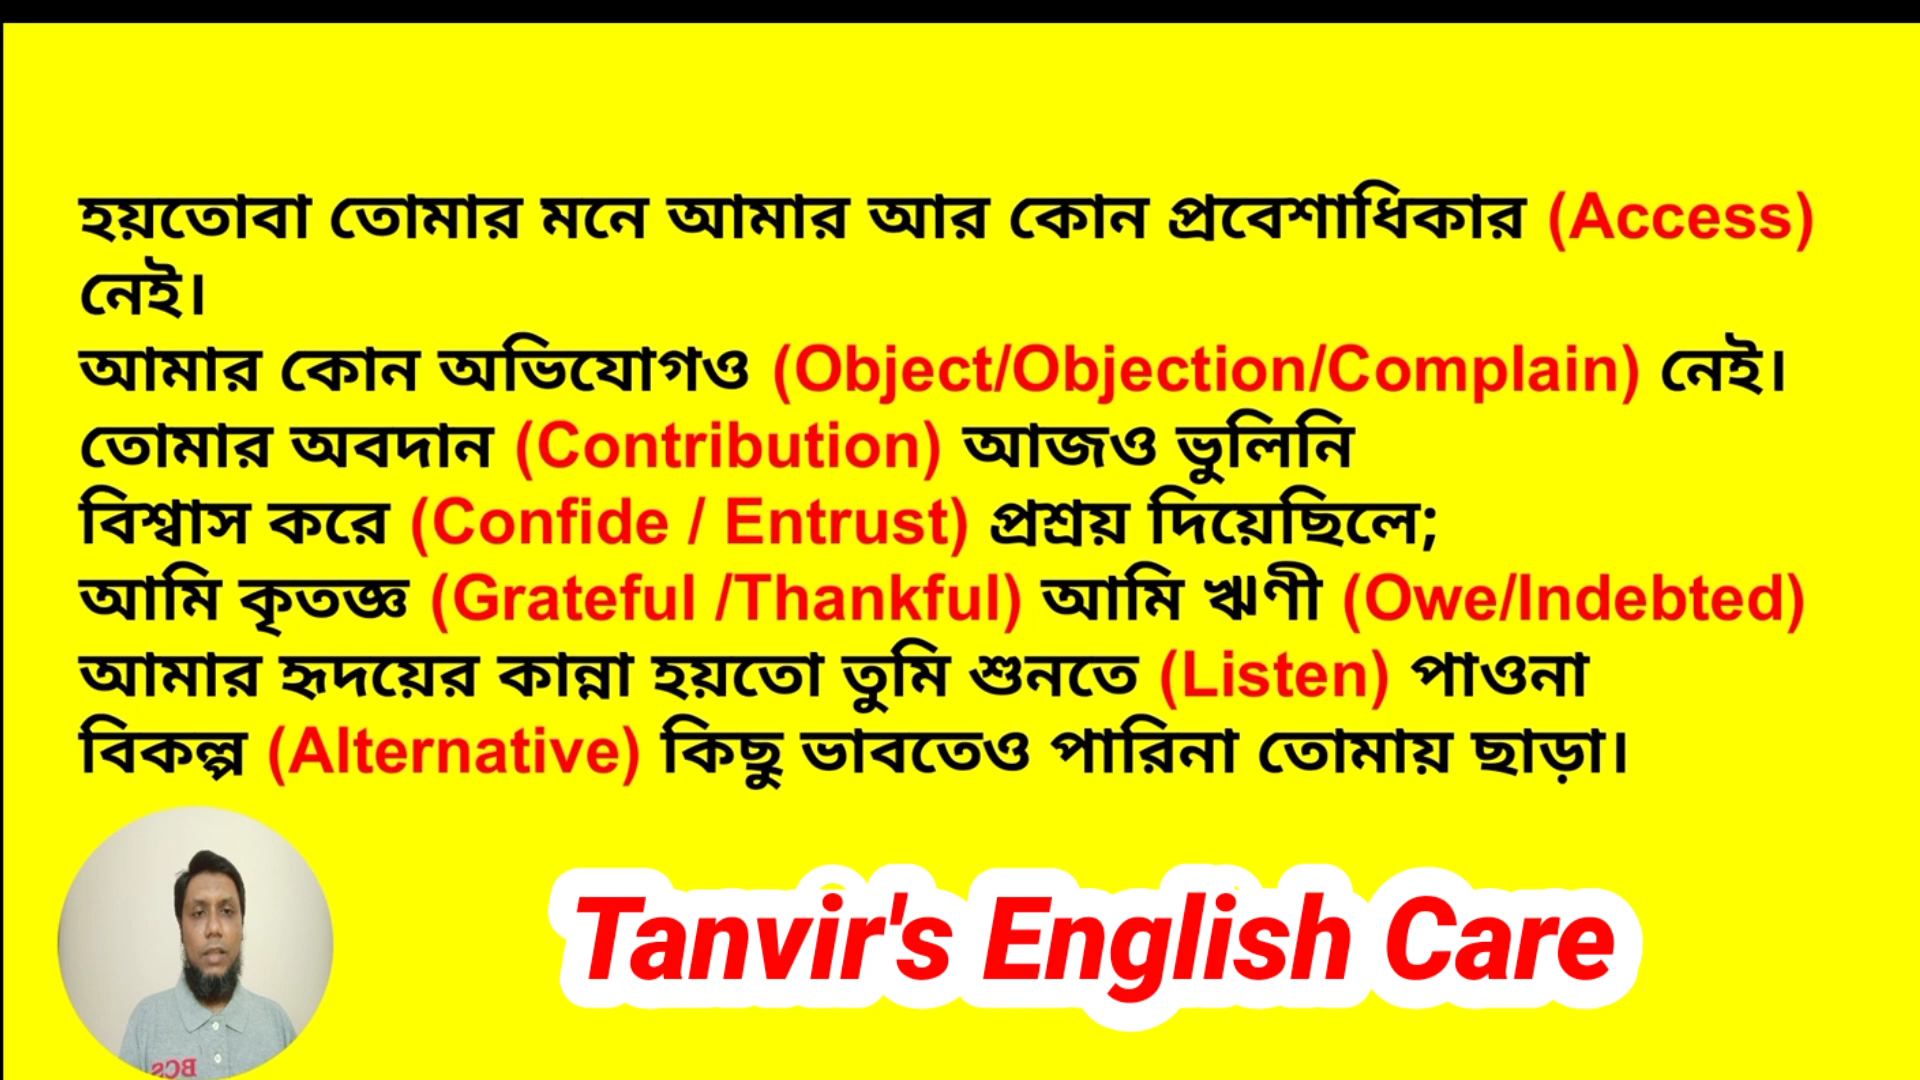 হয়তোবা তোমার মনে আমার আর কোন প্রবেশাধিকার (Access)
নেই।
আমার কোন অভিযোগও (Object/Objection/Complain) নেই।
তোমার অবদান (Contribution) আজও ভুলিনি
বিশ্বাস করে (Confide / Entrust) প্রশ্রয় দিয়েছিলে;
আমি কৃতজ্ঞ (Grateful /Thankful) আমি ঋণী (Owe/Indebted)
আমার হৃদয়ের কান্না হয়তো তুমি শুনতে (Listen) পাওনা
বিকল্প (Alternative) কিছু ভাবতেও পারিনা তোমায় ছাড়া।
Tanvir's English Care
BCS